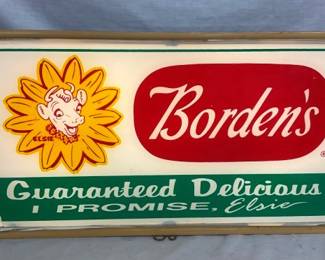 ELSIE
Borden's
Guaranteed Delicious
I PROMISE, Elsie